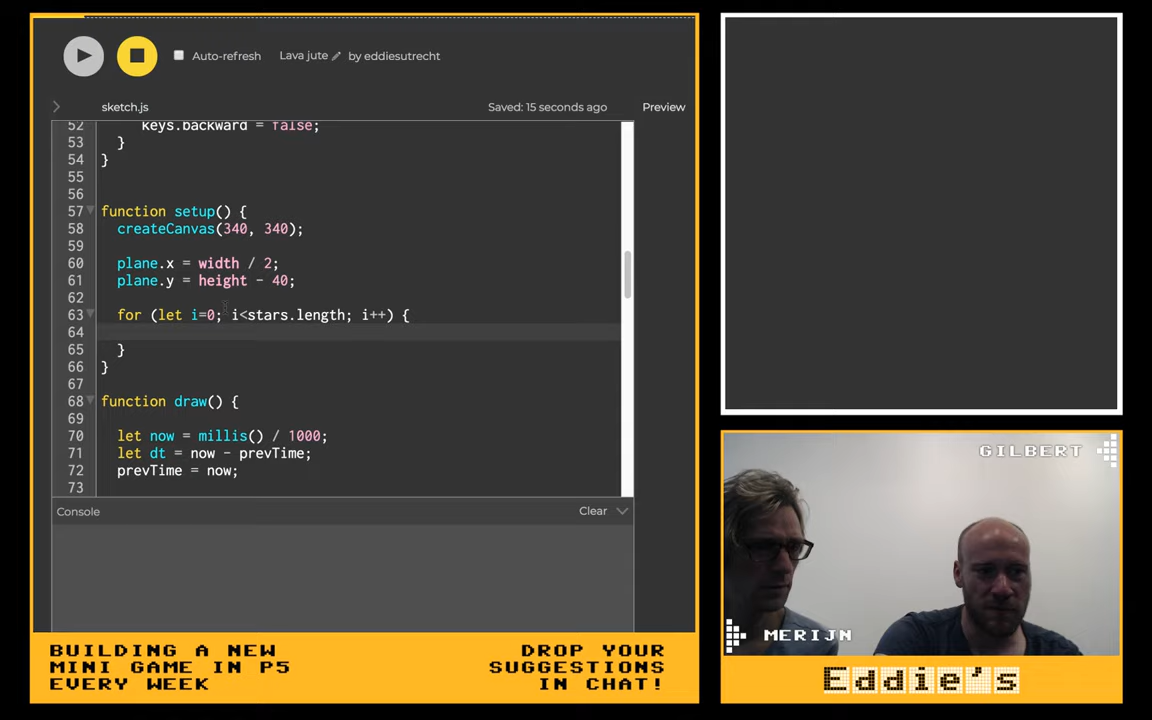 Auto-refresh
Lava jute
by eddiesutrecht
sketch.js
Saved: 15 seconds ago
Preview
52 keys.backward = false;
53 }
54 }
55
56
57 function setup() {
58 createCanvas(340, 340);
59
60 plane.x = width / 2;
61 plane.y = height - 40;
62
63 for (let i=0; i<stars.length; i++) {
64
65 }
66 }
67
68 function draw() {
69
70 let now = millis() / 1000;
71 let dt = now - prevTime;
72 prevTime = now;
73
Console
Clear
GILBERT
MERIJN
BUILDING A NEW
MINI GAME IN P5
EVERY WEEK
DROP YOUR
SUGGESTIONS
IN CHAT!
Eddie's